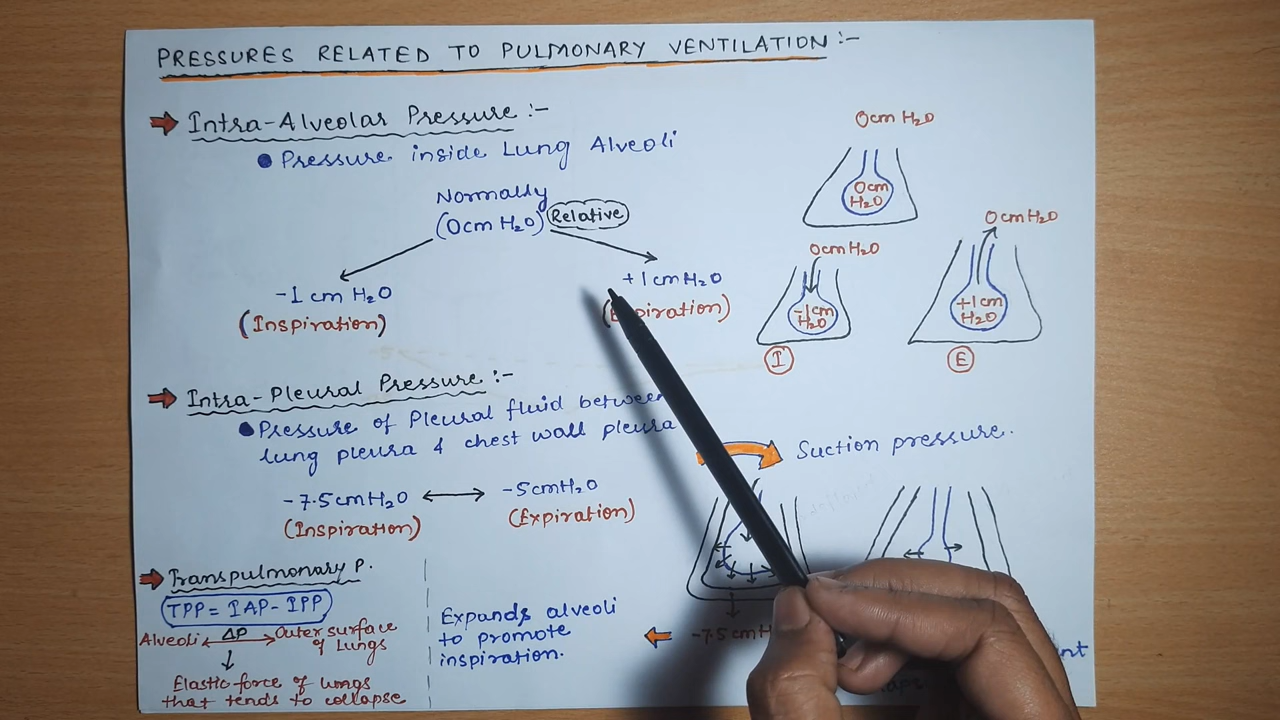 PRESSURES RELATED TO PULMONARY VENTILATION :-
Intra-Alveolar Pressure :-
Pressure inside Lung Alveoli
Normally
(0cm H₂O) Relative
-1 cm H₂O
(Inspiration)
+1 cm H₂O
0cm H₂O
0cm
H₂O
0cm H₂O
-1cm
H₂O
I
0cm H₂O
+1cm
H₂O
E
Intra-Pleural Pressure :-
Pressure of Pleural fluid between
lung pleura & chest wall pleura
-7.5cmH₂O
(Inspiration)
-5cmH₂O
(Expiration)
Suction pressure.
Transpulmonary P.
TPP = IAP - IPP
Alveoli ΔP Outer surface
of Lungs
Elastic force of lungs
that tends to collapse
Expands alveoli
to promote
inspiration.